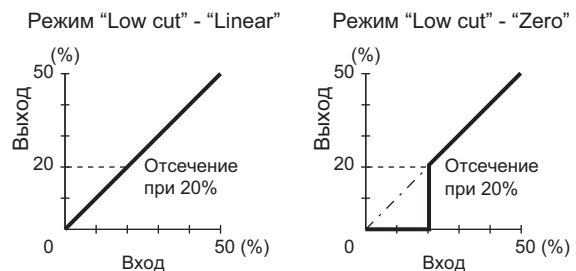 Режим “Low cut” - “Linear”
(%)
50
Выход
20
Отсечение
при 20%
0
50 (%)
Вход
Режим “Low cut” - “Zero”
(%)
50
Выход
20
Отсечение
при 20%
0
50 (%)
Вход